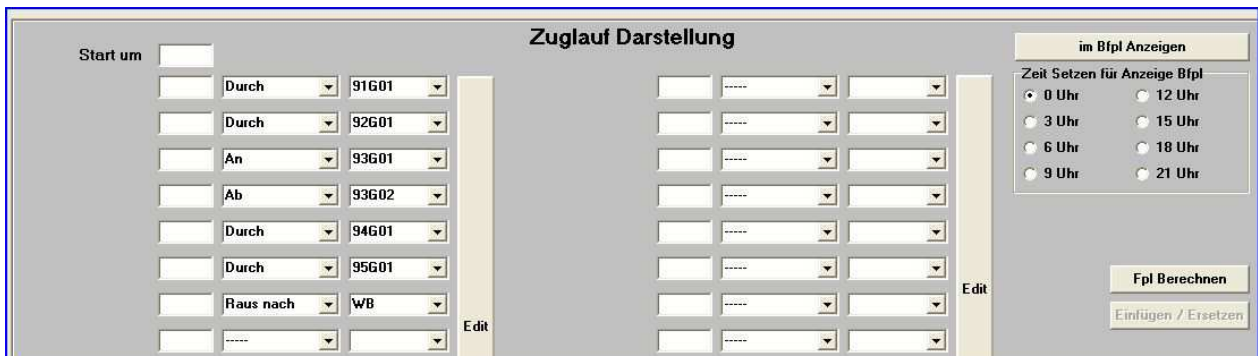 Zuglauf Darstellung
Start um
im Bfpl Anzeigen
Zeit Setzen für Anzeige Bfpl
0 Uhr 12 Uhr
3 Uhr 15 Uhr
6 Uhr 18 Uhr
9 Uhr 21 Uhr
Durch 91G01 -----
Durch 92G01 -----
An 93G01 -----
Ab 93G02 -----
Durch 94G01 -----
Durch 95G01 -----
Raus nach WB -----
----- -----
Edit
Edit
Fpl Berechnen
Einfügen / Ersetzen